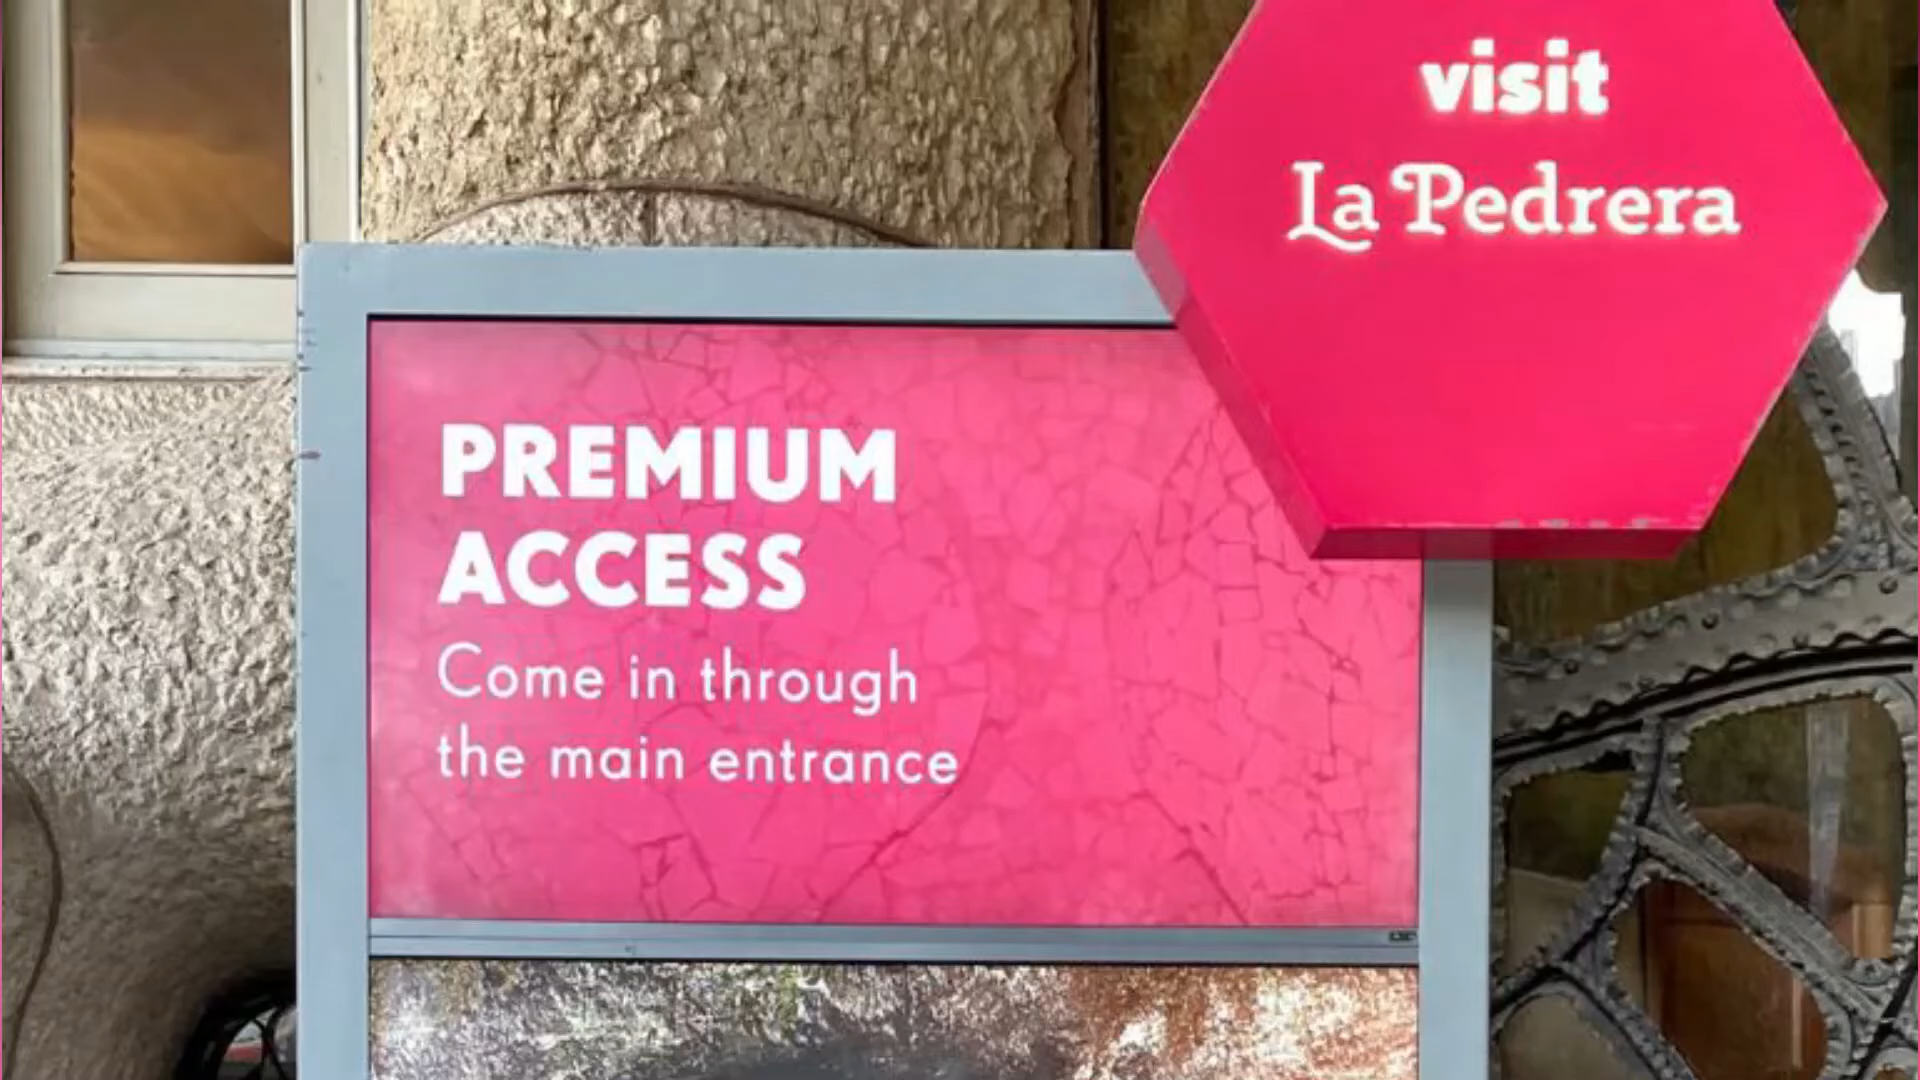 visit
La Pedrera
PREMIUM
ACCESS
Come in through
the main entrance